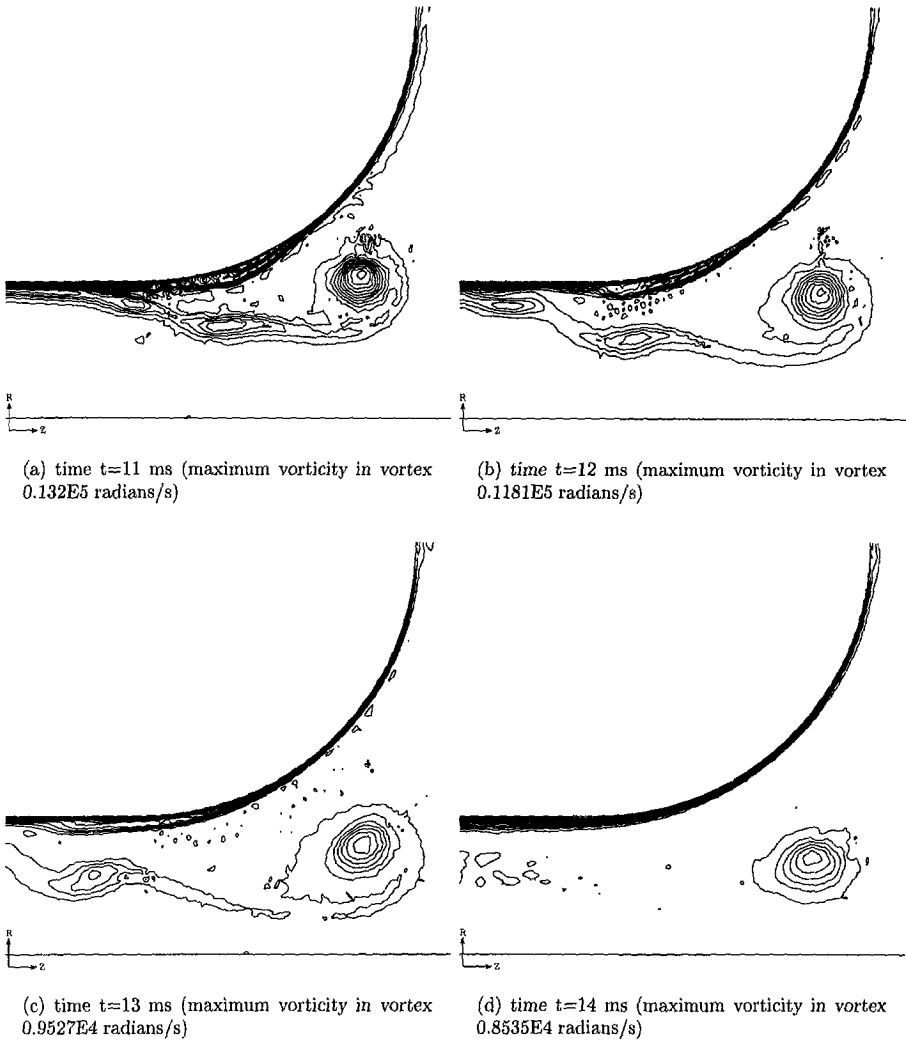 R
Z
(a) time t=11 ms (maximum vorticity in vortex
0.132E5 radians/s)
R
Z
(b) time t=12 ms (maximum vorticity in vortex
0.1181E5 radians/s)
R
Z
(c) time t=13 ms (maximum vorticity in vortex
0.9527E4 radians/s)
R
Z
(d) time t=14 ms (maximum vorticity in vortex
0.8535E4 radians/s)